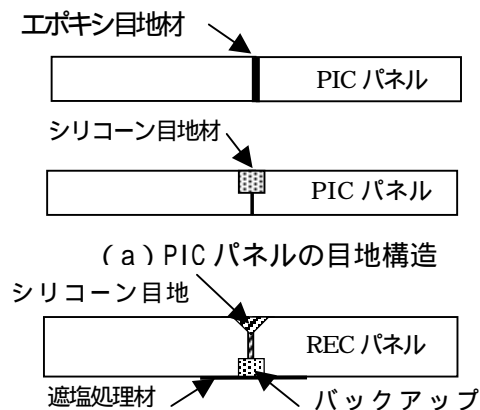 エポキシ目地材
PIC パネル
シリコーン目地材
PIC パネル
(a)PIC パネルの目地構造
シリコーン目地
REC パネル
遮塩処理材
バックアップ